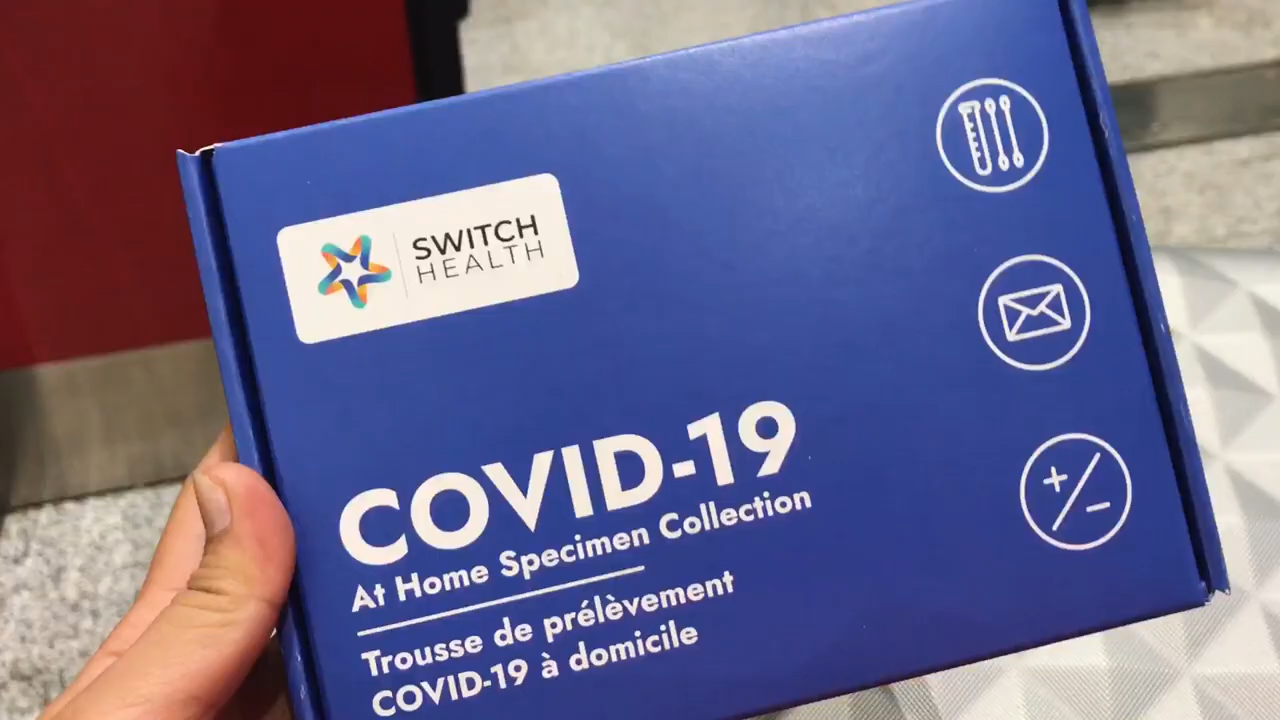 SWITCH
HEALTH
COVID-19
At Home Specimen Collection
Trousse de prélèvement
COVID-19 à domicile